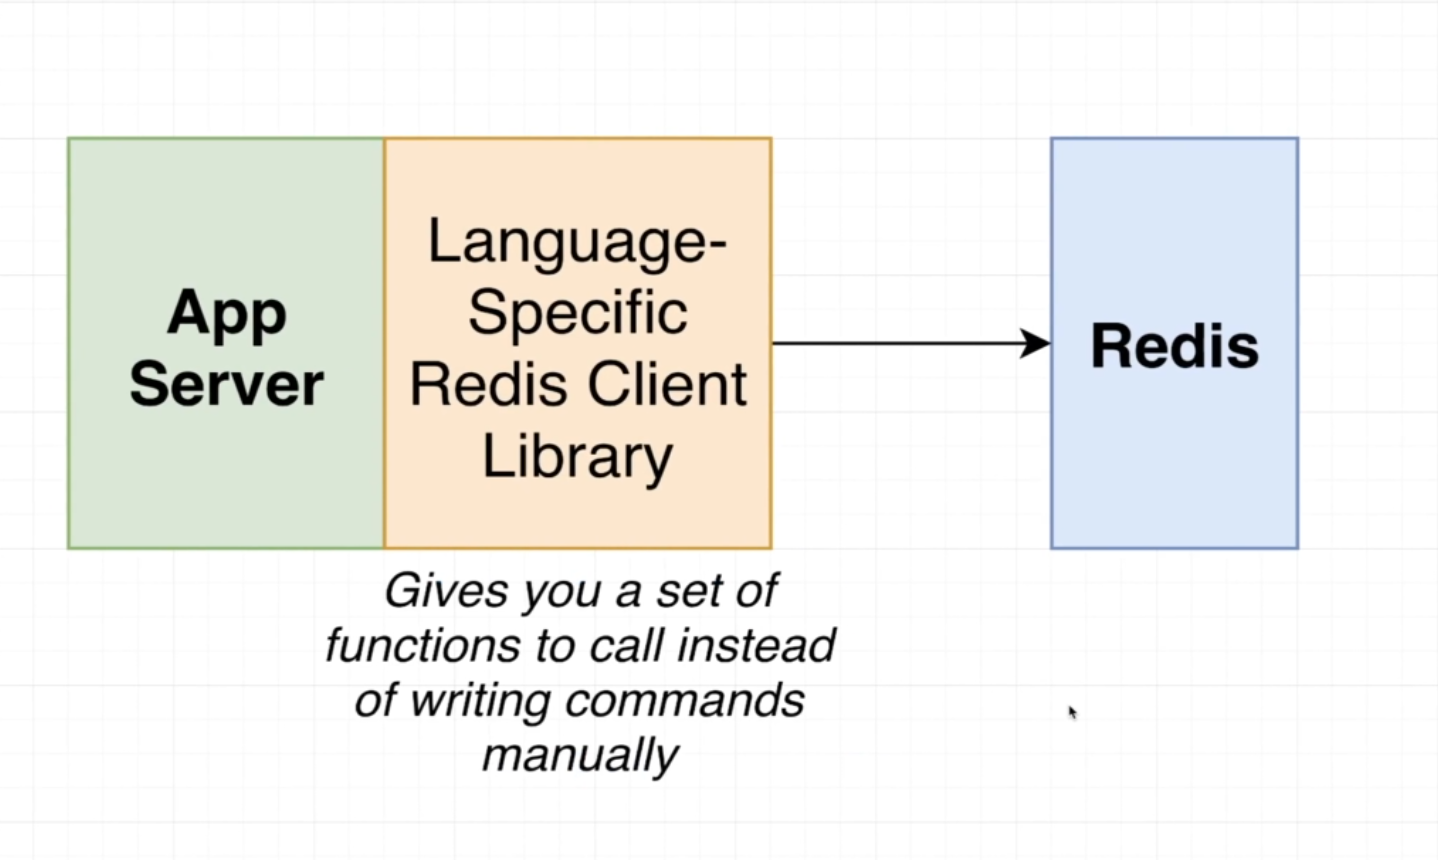 App
Server
Language-
Specific
Redis Client
Library
Redis
Gives you a set of
functions to call instead
of writing commands
manually